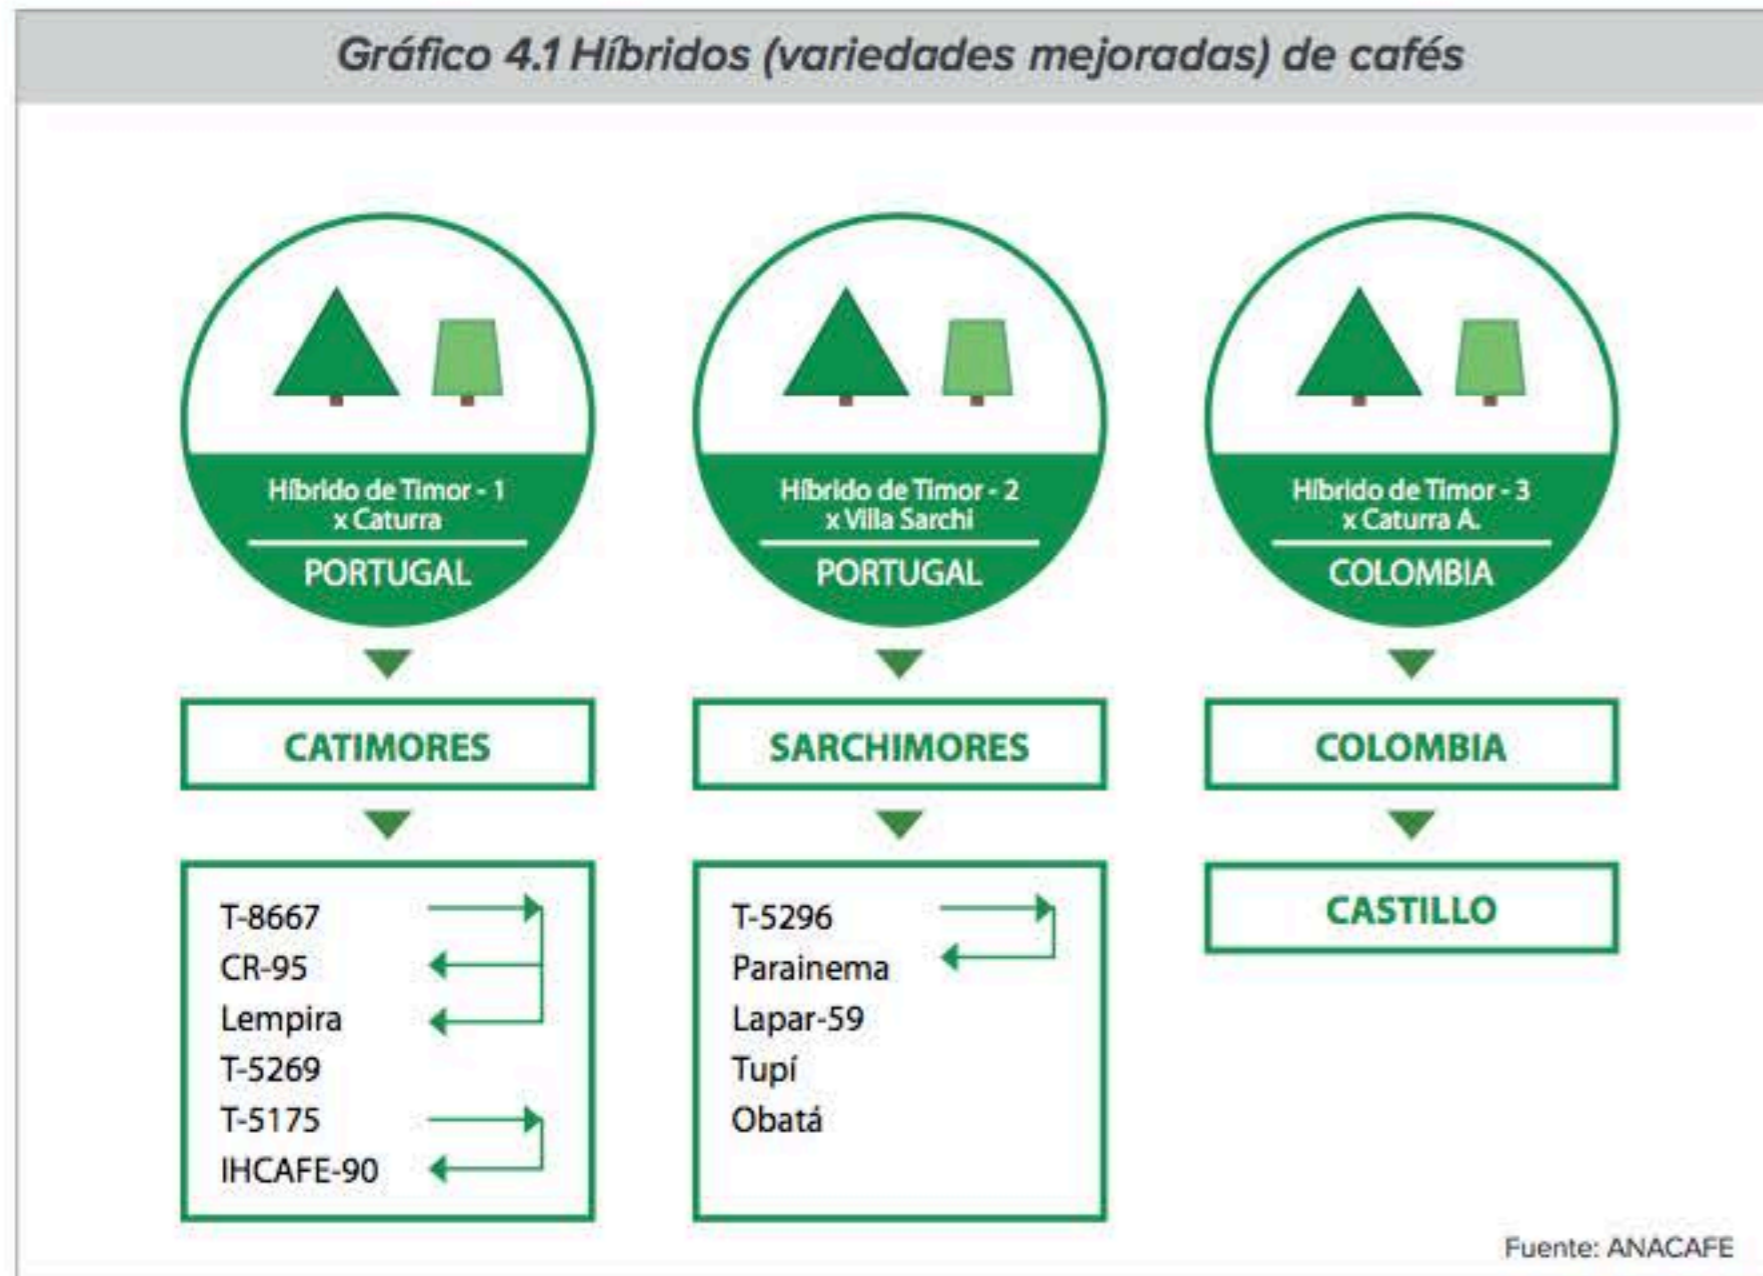 Gráfico 4.1 Híbridos (variedades mejoradas) de cafés
Híbrido de Timor - 1
x Caturra
PORTUGAL
CATIMORES
T-8667
CR-95
Lempira
T-5269
T-5175
IHCAFE-90
Híbrido de Timor - 2
x Villa Sarchi
PORTUGAL
SARCHIMORES
T-5296
Parainema
Lapar-59
Tupí
Obatá
Híbrido de Timor - 3
x Caturra A.
COLOMBIA
COLOMBIA
CASTILLO
Fuente: ANACAFE